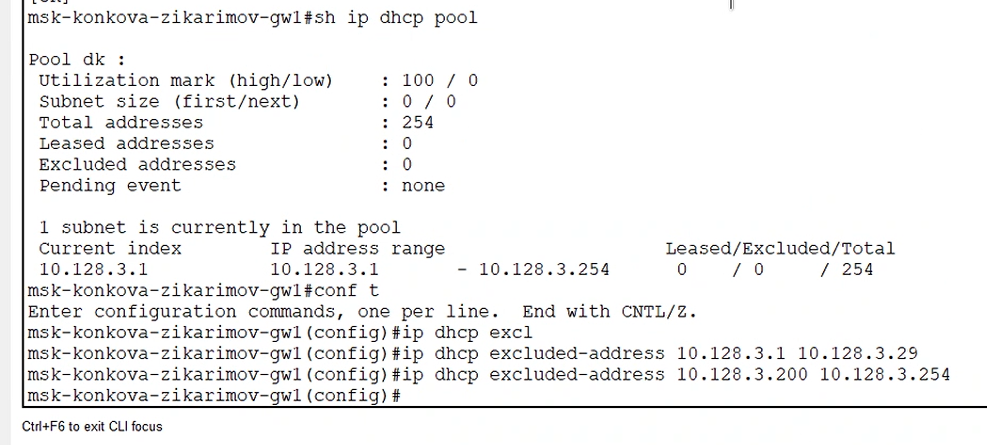 msk-konkova-zikarimov-gw1#sh ip dhcp pool
Pool dk :
Utilization mark (high/low) : 100 / 0
Subnet size (first/next) : 0 / 0
Total addresses : 254
Leased addresses : 0
Excluded addresses : 0
Pending event : none
1 subnet is currently in the pool
Current index IP address range Leased/Excluded/Total
10.128.3.1 10.128.3.1 - 10.128.3.254 0 / 0 / 254
msk-konkova-zikarimov-gw1#conf t
Enter configuration commands, one per line. End with CNTL/Z.
msk-konkova-zikarimov-gw1(config)#ip dhcp excl
msk-konkova-zikarimov-gw1(config)#ip dhcp excluded-address 10.128.3.1 10.128.3.29
msk-konkova-zikarimov-gw1(config)#ip dhcp excluded-address 10.128.3.200 10.128.3.254
msk-konkova-zikarimov-gw1(config)#
Ctrl+F6 to exit CLI focus